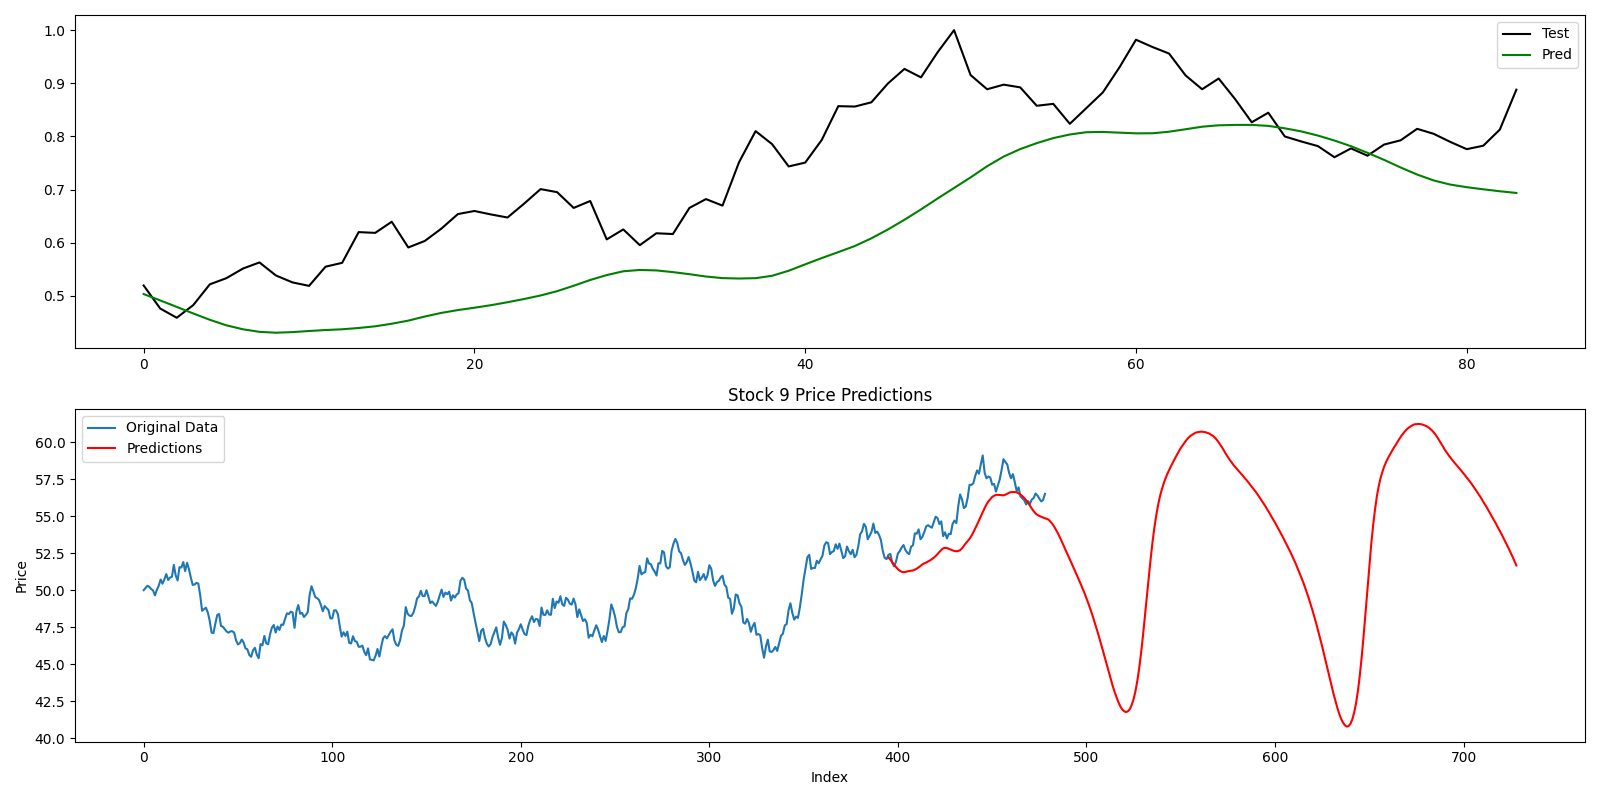 1.0
0.9
0.8
0.7
0.6
0.5
Test
Pred
0 20 40 60 80
Stock 9 Price Predictions
Original Data
Predictions
Price
60.0
57.5
55.0
52.5
50.0
47.5
45.0
42.5
40.0
0 100 200 300 400 500 600 700
Index